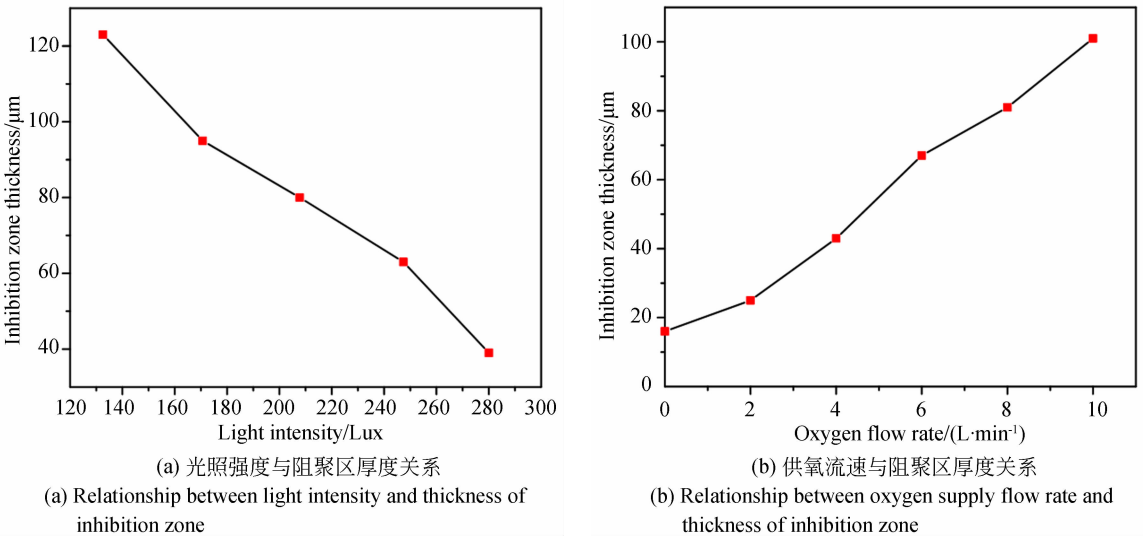 120
100
80
60
40
Inhibition zone thickness/μm
120 140 160 180 200 220 240 260 280 300
Light intensity/Lux
(a) 光照强度与阻聚区厚度关系
(a) Relationship between light intensity and thickness of
inhibition zone
100
80
60
40
20
0
Inhibition zone thickness/μm
0 2 4 6 8 10
Oxygen flow rate/(L·min⁻¹)
(b) 供氧流速与阻聚区厚度关系
(b) Relationship between oxygen supply flow rate and
thickness of inhibition zone